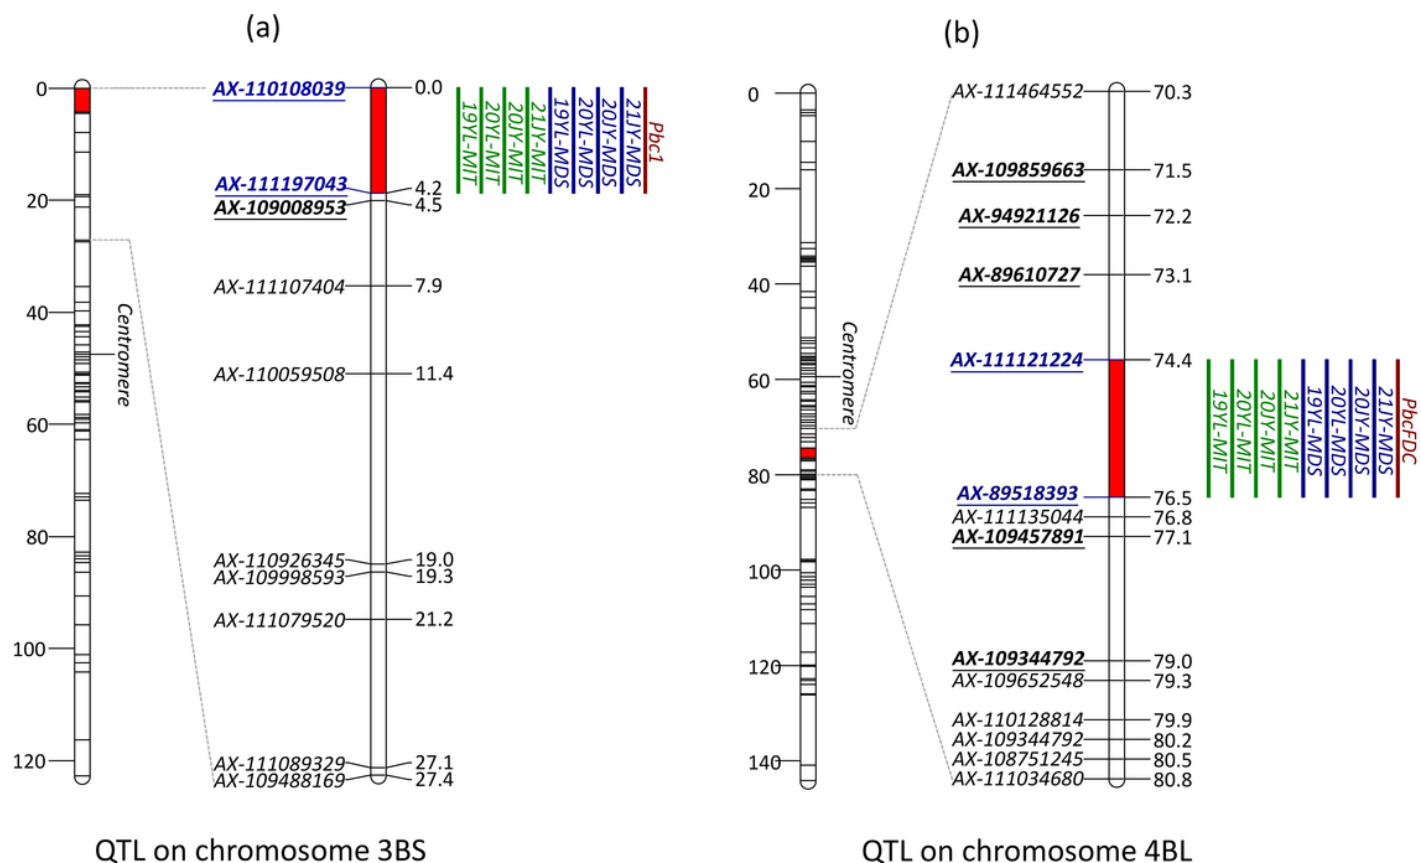 (a)
0
20
40
60
80
100
120
Centromere
AX-110108039 0.0
AX-111197043 4.2
AX-109008953 4.5
AX-111107404 7.9
AX-110059508 11.4
AX-110926345 19.0
AX-109998593 19.3
AX-111079520 21.2
AX-111089329 27.1
AX-109488169 27.4
19YL-MIT
20YL-MIT
20JY-MIT
21JY-MIT
19YL-MDS
20YL-MDS
20JY-MDS
21JY-MDS
Pbc1
QTL on chromosome 3BS
(b)
0
20
40
60
80
100
120
140
Centromere
AX-111464552 70.3
AX-109859663 71.5
AX-94921126 72.2
AX-89610727 73.1
AX-111121224 74.4
AX-89518393 76.5
AX-111135044 76.8
AX-109457891 77.1
AX-109344792 79.0
AX-109652548 79.3
AX-110128814 79.9
AX-109344792 80.2
AX-108751245 80.5
AX-111034680 80.8
19YL-MIT
20YL-MIT
20JY-MIT
21JY-MIT
19YL-MDS
20YL-MDS
20JY-MDS
21JY-MDS
PbcFDC
QTL on chromosome 4BL